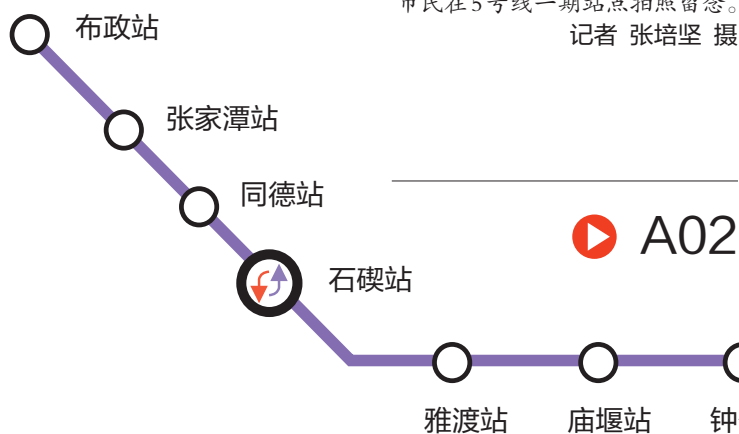 市民在5号线一期站点拍照留念。
记者 张培坚 摄
布政站
张家潭站
同德站
A02
石碶站
雅渡站
庙堰站
钟